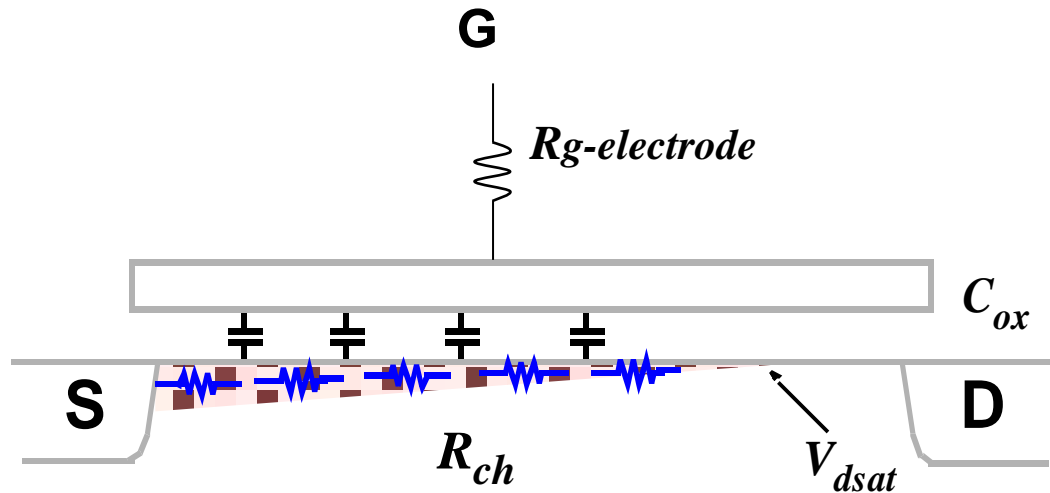 G
Rg-electrode
Cox
S
D
Rch
Vdsat